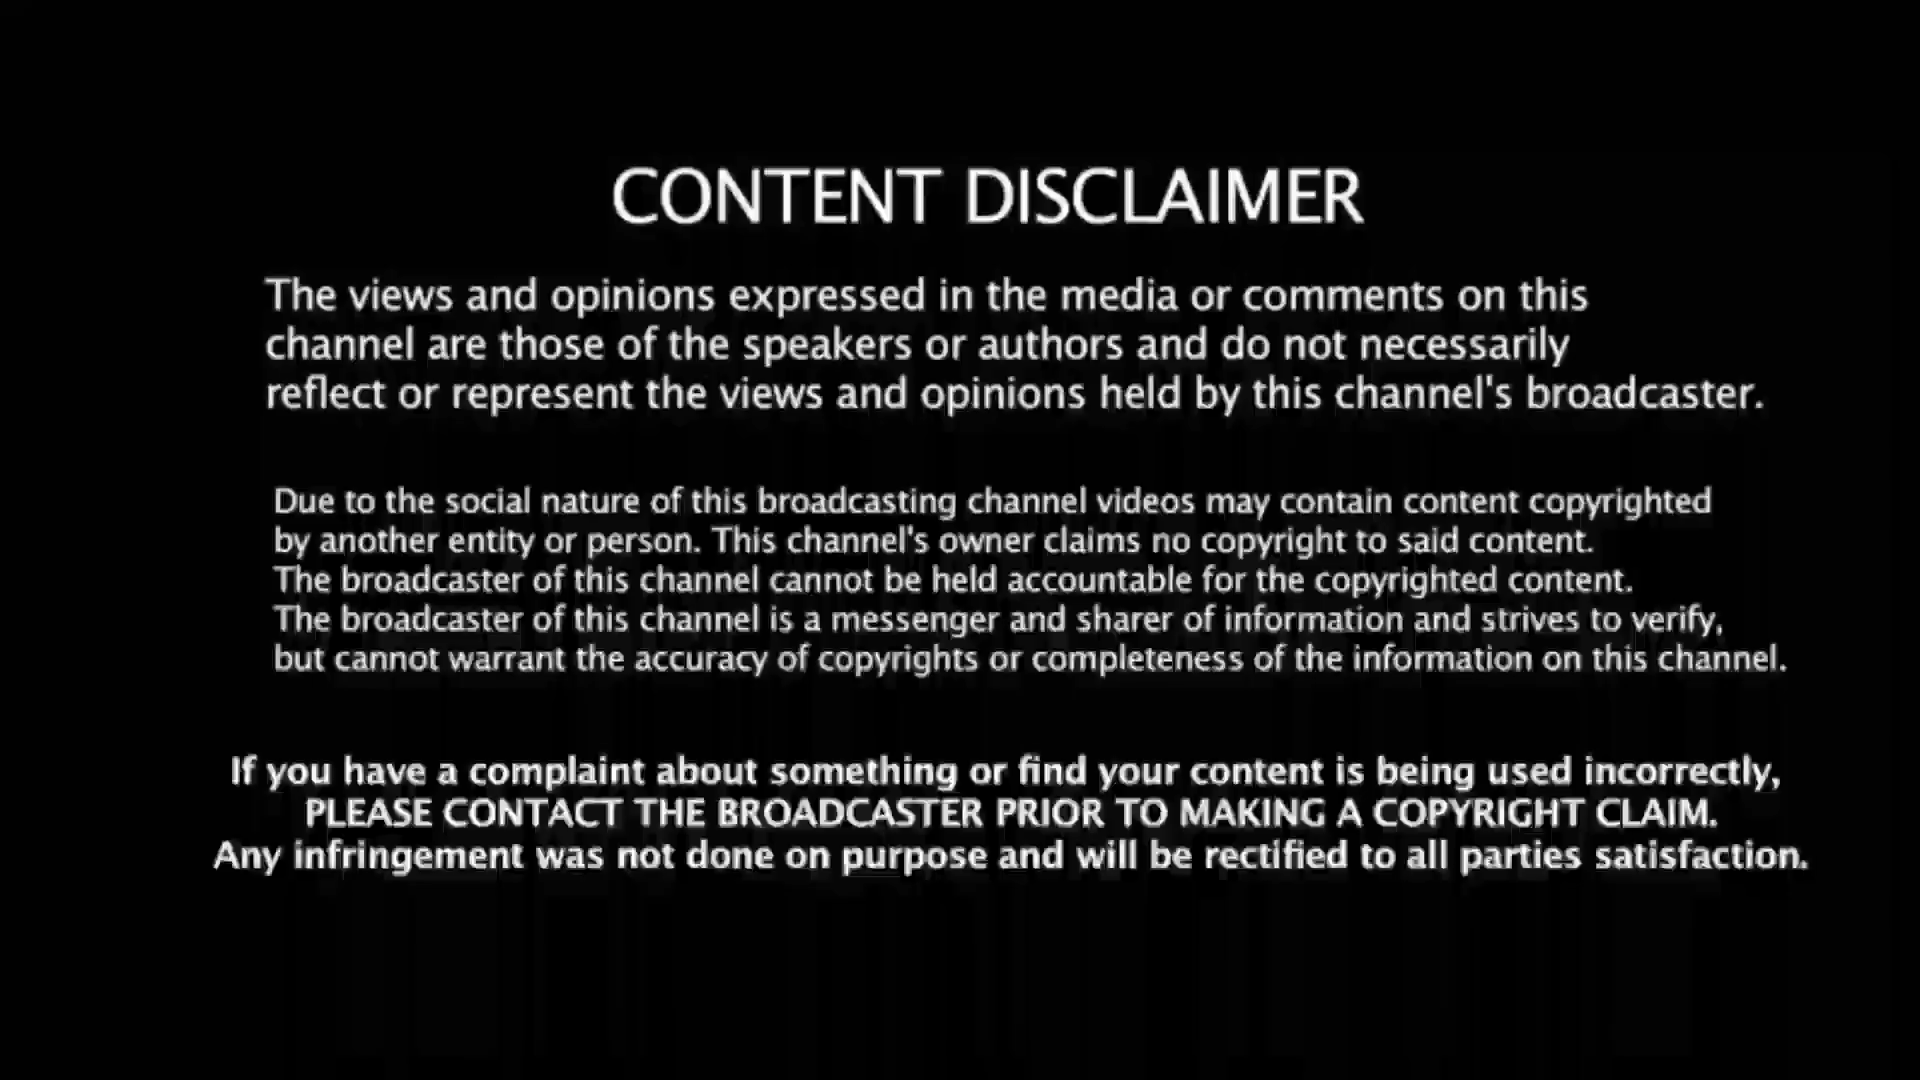 CONTENT DISCLAIMER
The views and opinions expressed in the media or comments on this
channel are those of the speakers or authors and do not necessarily
reflect or represent the views and opinions held by this channel's broadcaster.
Due to the social nature of this broadcasting channel videos may contain content copyrighted
by another entity or person. This channel's owner claims no copyright to said content.
The broadcaster of this channel cannot be held accountable for the copyrighted content.
The broadcaster of this channel is a messenger and sharer of information and strives to verify,
but cannot warrant the accuracy of copyrights or completeness of the information on this channel.
If you have a complaint about something or find your content is being used incorrectly,
PLEASE CONTACT THE BROADCASTER PRIOR TO MAKING A COPYRIGHT CLAIM.
Any infringement was not done on purpose and will be rectified to all parties satisfaction.